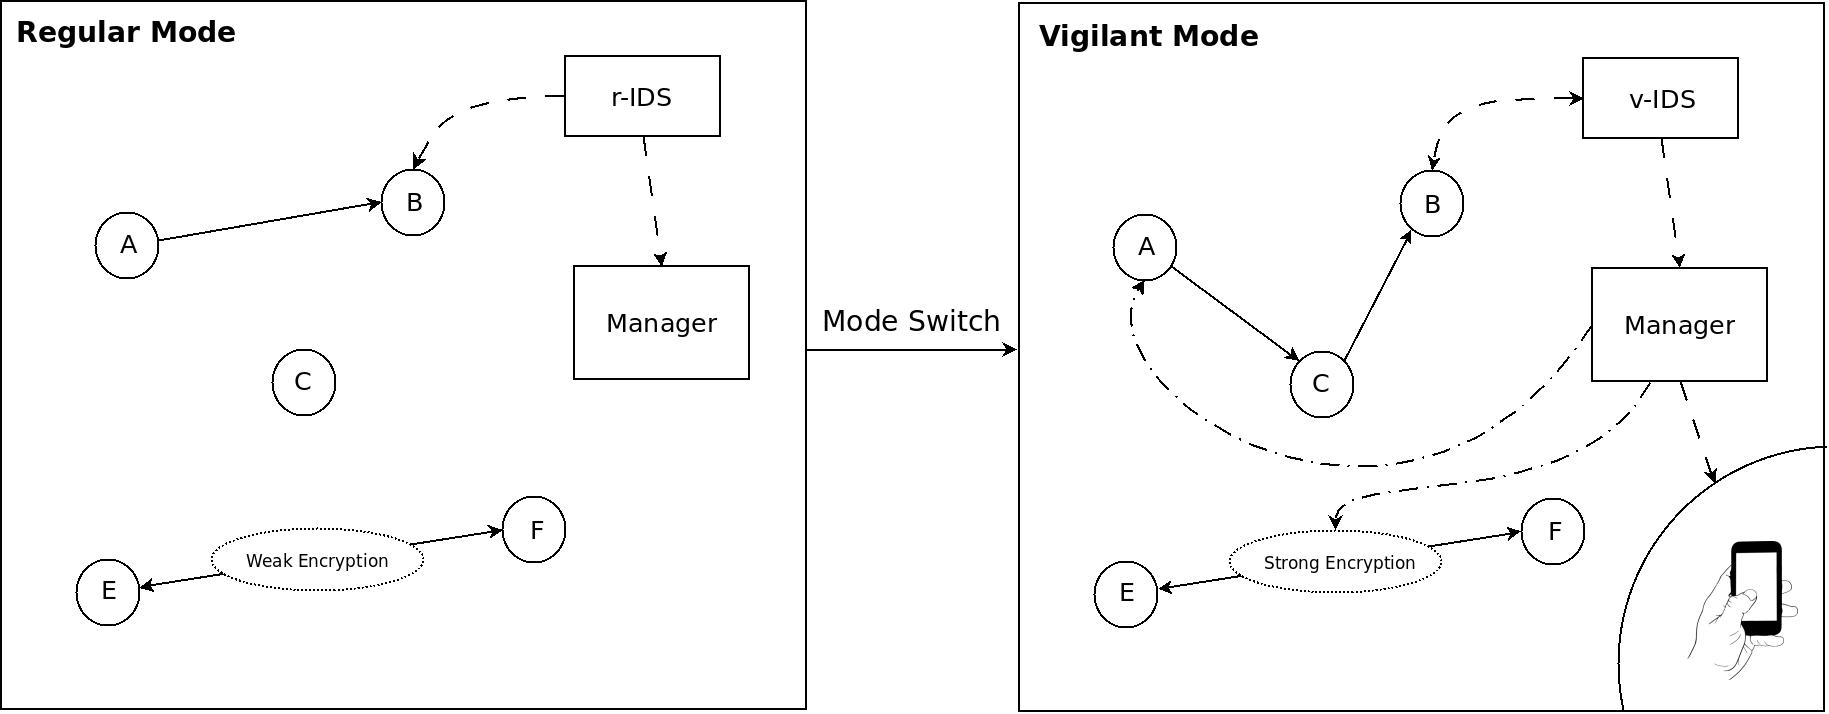 Regular Mode
r-IDS
B
A
Manager
C
F
Weak Encryption
E
Mode Switch
Vigilant Mode
v-IDS
B
A
Manager
C
F
Strong Encryption
E